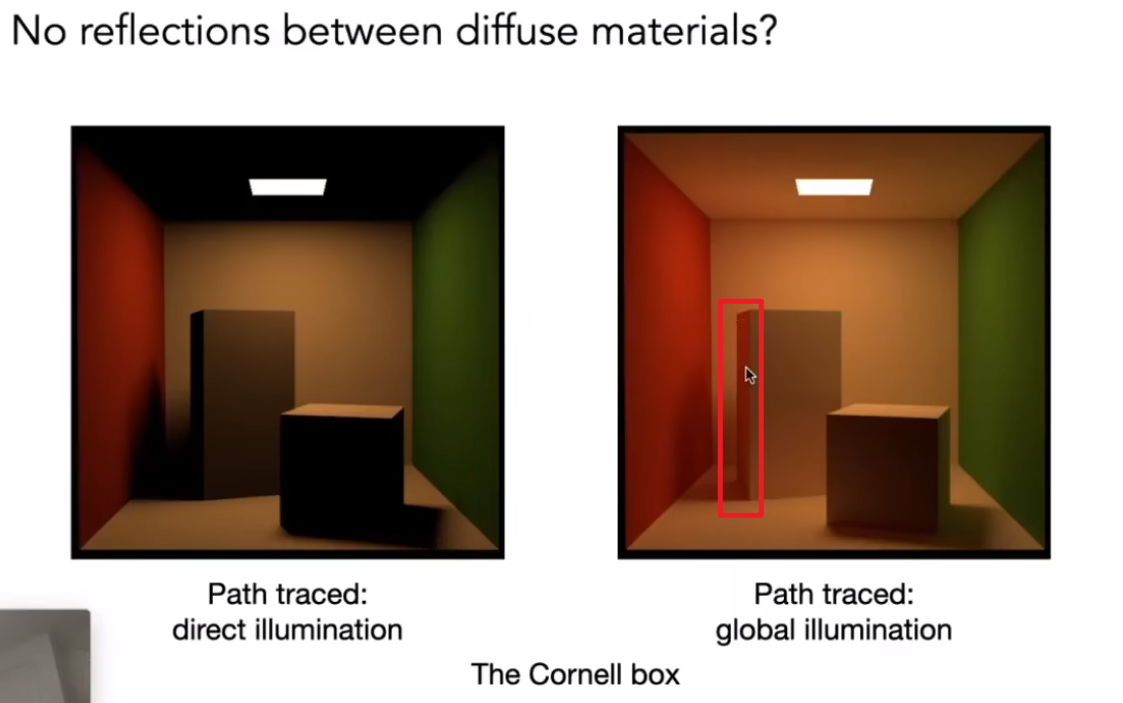 No reflections between diffuse materials?
Path traced:
direct illumination
Path traced:
global illumination
The Cornell box